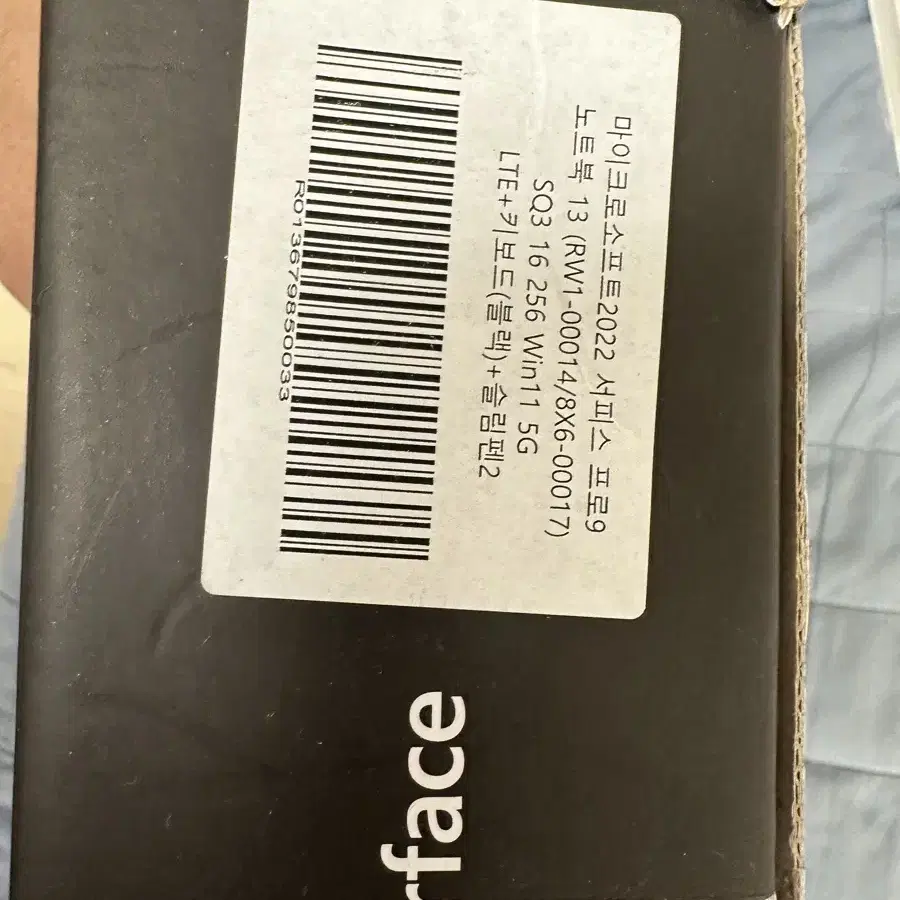 마이크로소프트2022 서피스 프로9
노트북 13 (RW1-00014/8X6-00017)
SQ3 16 256 Win11 5G
LTE+키보드(블랙)+슬림펜2
R013679850033
rface